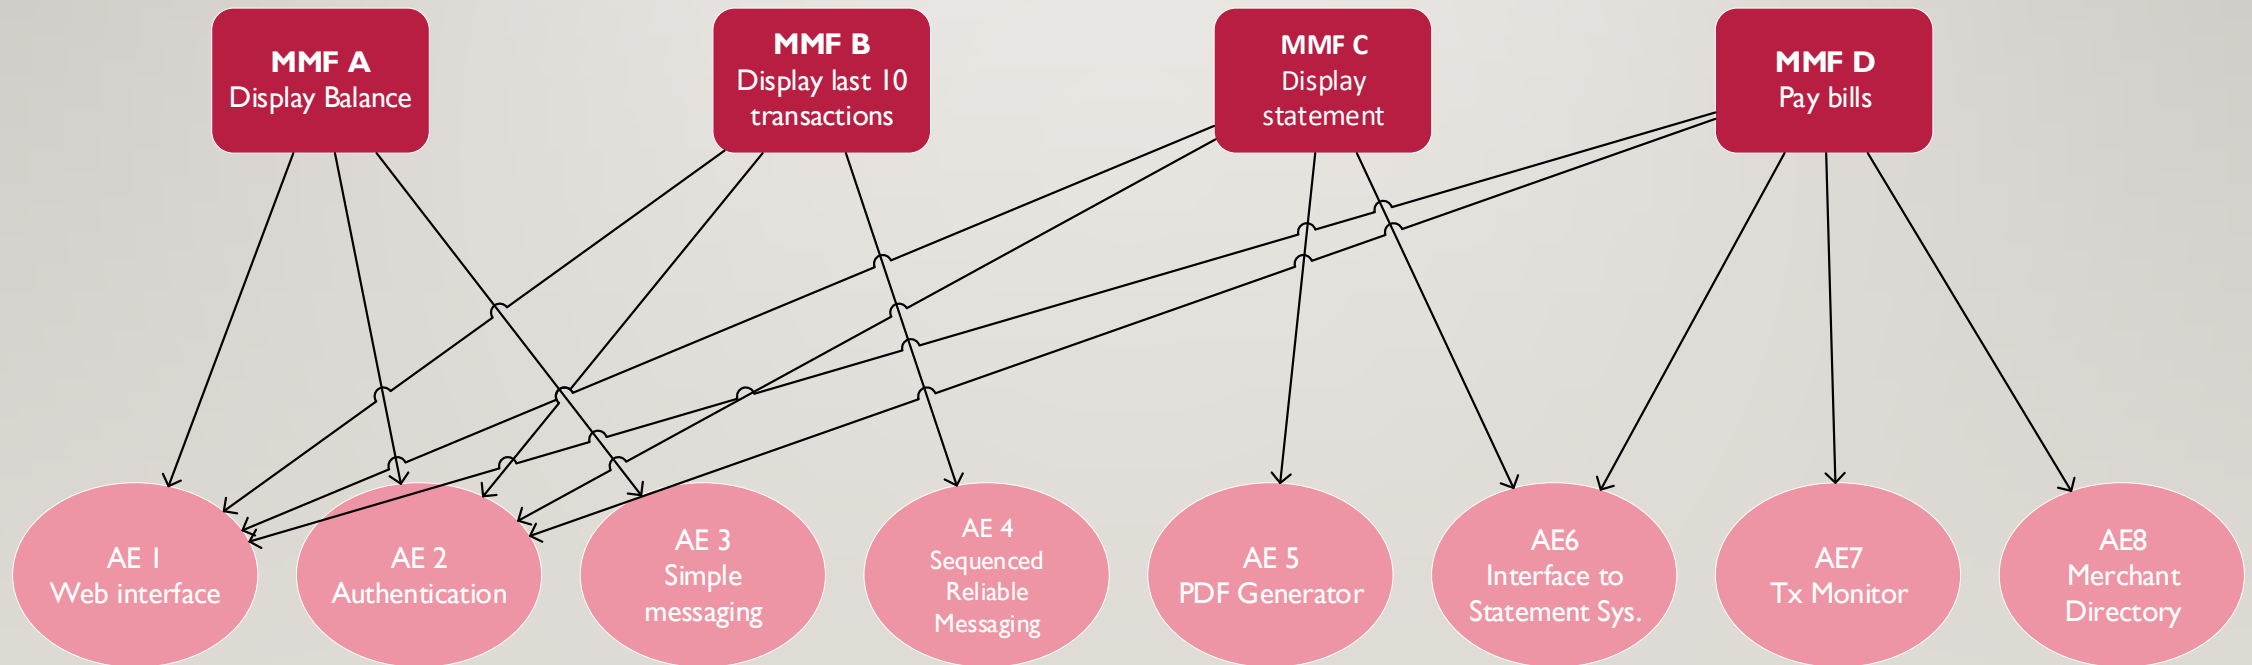 MMF A
Display Balance
MMF B
Display last 10
transactions
MMF C
Display
statement
MMF D
Pay bills
AE 1
Web interface
AE 2
Authentication
AE 3
Simple
messaging
AE 4
Sequenced
Reliable
Messaging
AE 5
PDF Generator
AE6
Interface to
Statement Sys.
AE7
Tx Monitor
AE8
Merchant
Directory